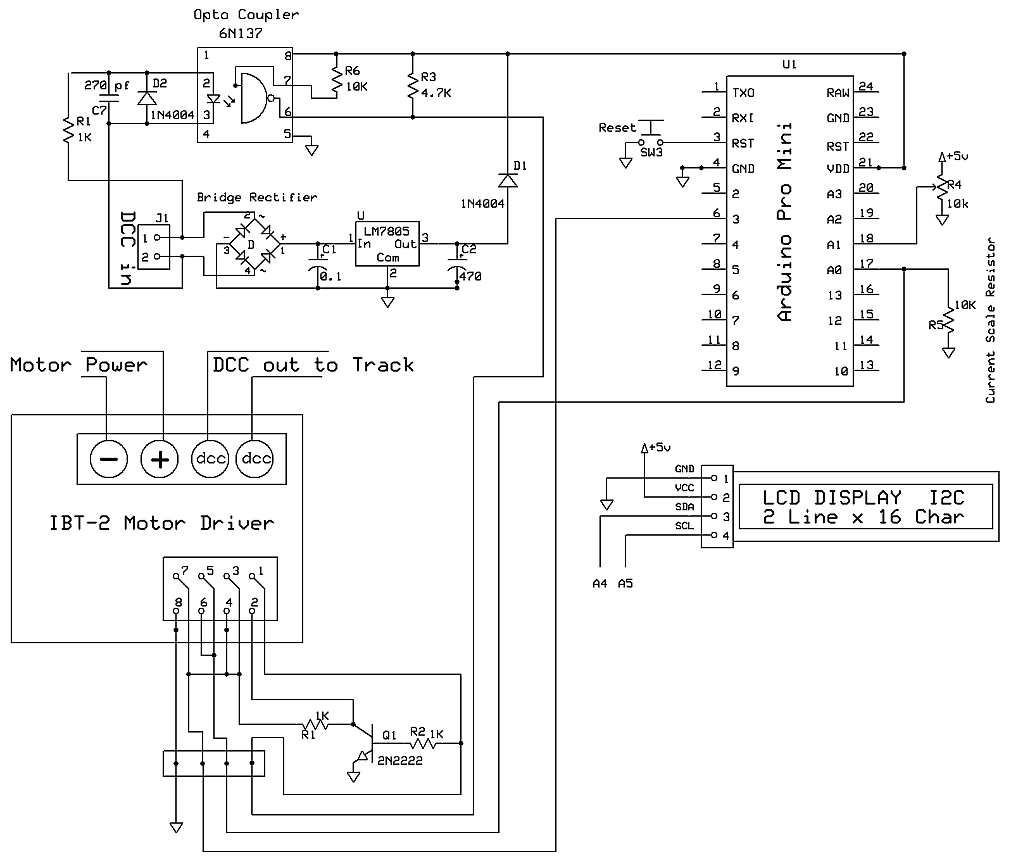 Opto Coupler
6N137
1
2
3
4
8
7
6
5
270 pf
C7
D2
1N4004
R1
1K
R6
10K
R3
4.7K
D1
1N4004
DCC in
J1
1
2
Bridge Rectifier
2
~
-
3
D
+
1
4
~
C1
0.1
U
LM7805
In Out
Com
1
3
2
C2
470
U1
Arduino Pro Mini
1 TXO
2 RXI
3 RST
4 GND
5 2
6 3
7 4
8 5
9 6
10 7
11 8
12 9
RAW 24
GND 23
RST 22
VDD 21
A3 20
A2 19
A1 18
A0 17
13 16
12 15
11 14
10 13
Reset
SW3
+5v
R4
10k
10K
R5
Current Scale Resistor
Motor Power
DCC out to Track
- + dcc dcc
IBT-2 Motor Driver
7 5 3 1
8 6 4 2
1K
R1
Q1
2N2222
R2 1K
+5v
GND
VCC
SDA
SCL
1
2
3
4
LCD DISPLAY I2C
2 Line x 16 Char
A4 A5